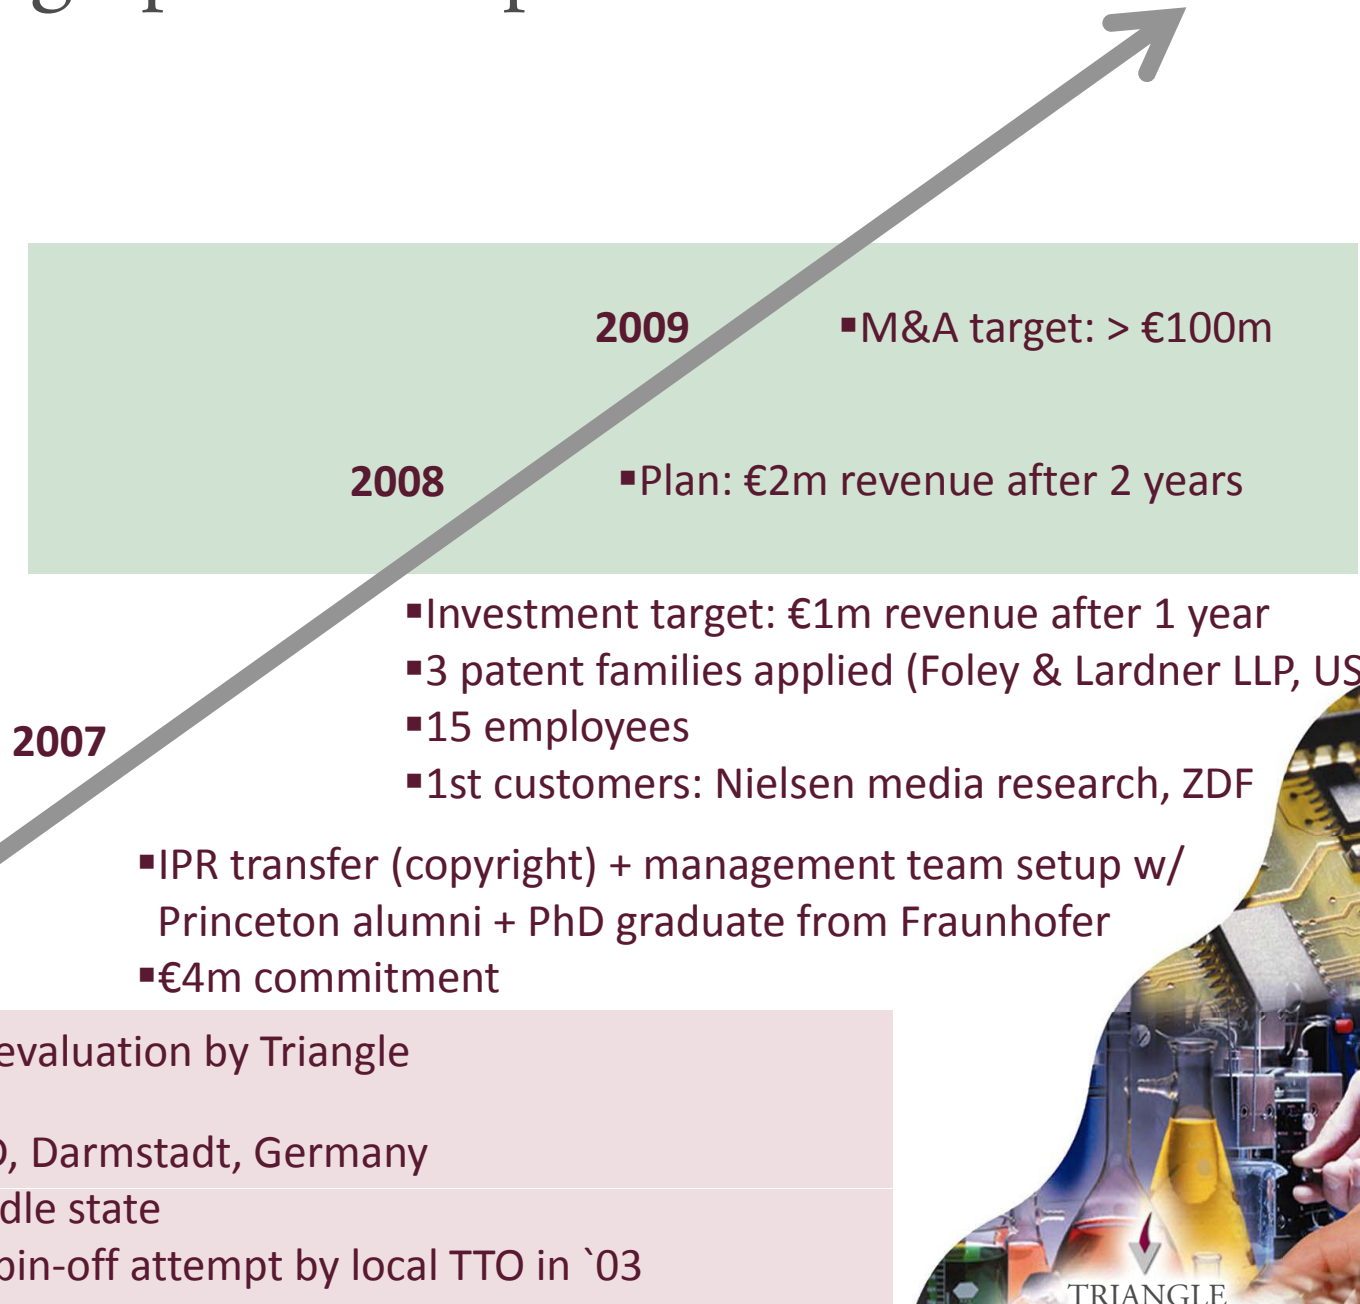 2009 ▪M&A target: > €100m
2008 ▪Plan: €2m revenue after 2 years
▪Investment target: €1m revenue after 1 year
▪3 patent families applied (Foley & Lardner LLP, US
2007
▪15 employees
▪1st customers: Nielsen media research, ZDF
▪IPR transfer (copyright) + management team setup w/
Princeton alumni + PhD graduate from Fraunhofer
▪€4m commitment
evaluation by Triangle
, Darmstadt, Germany
dle state
pin-off attempt by local TTO in `03
TRIANGLE